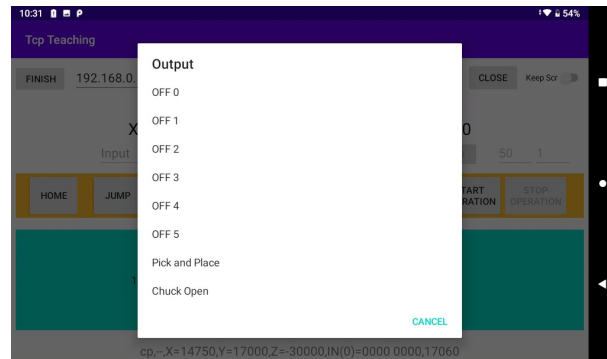 10:31 54%
Tcp Teaching
Output
FINISH 192.168.0. CLOSE Keep Scr
OFF 0
OFF 1
X 0
OFF 2
Input 50 1
OFF 3
HOME JUMP START OPERATION STOP OPERATION
OFF 4
OFF 5
Pick and Place
1
Chuck Open
CANCEL
cp,--,X=14750,Y=17000,Z=-30000,IN(0)=0000 0000,17060